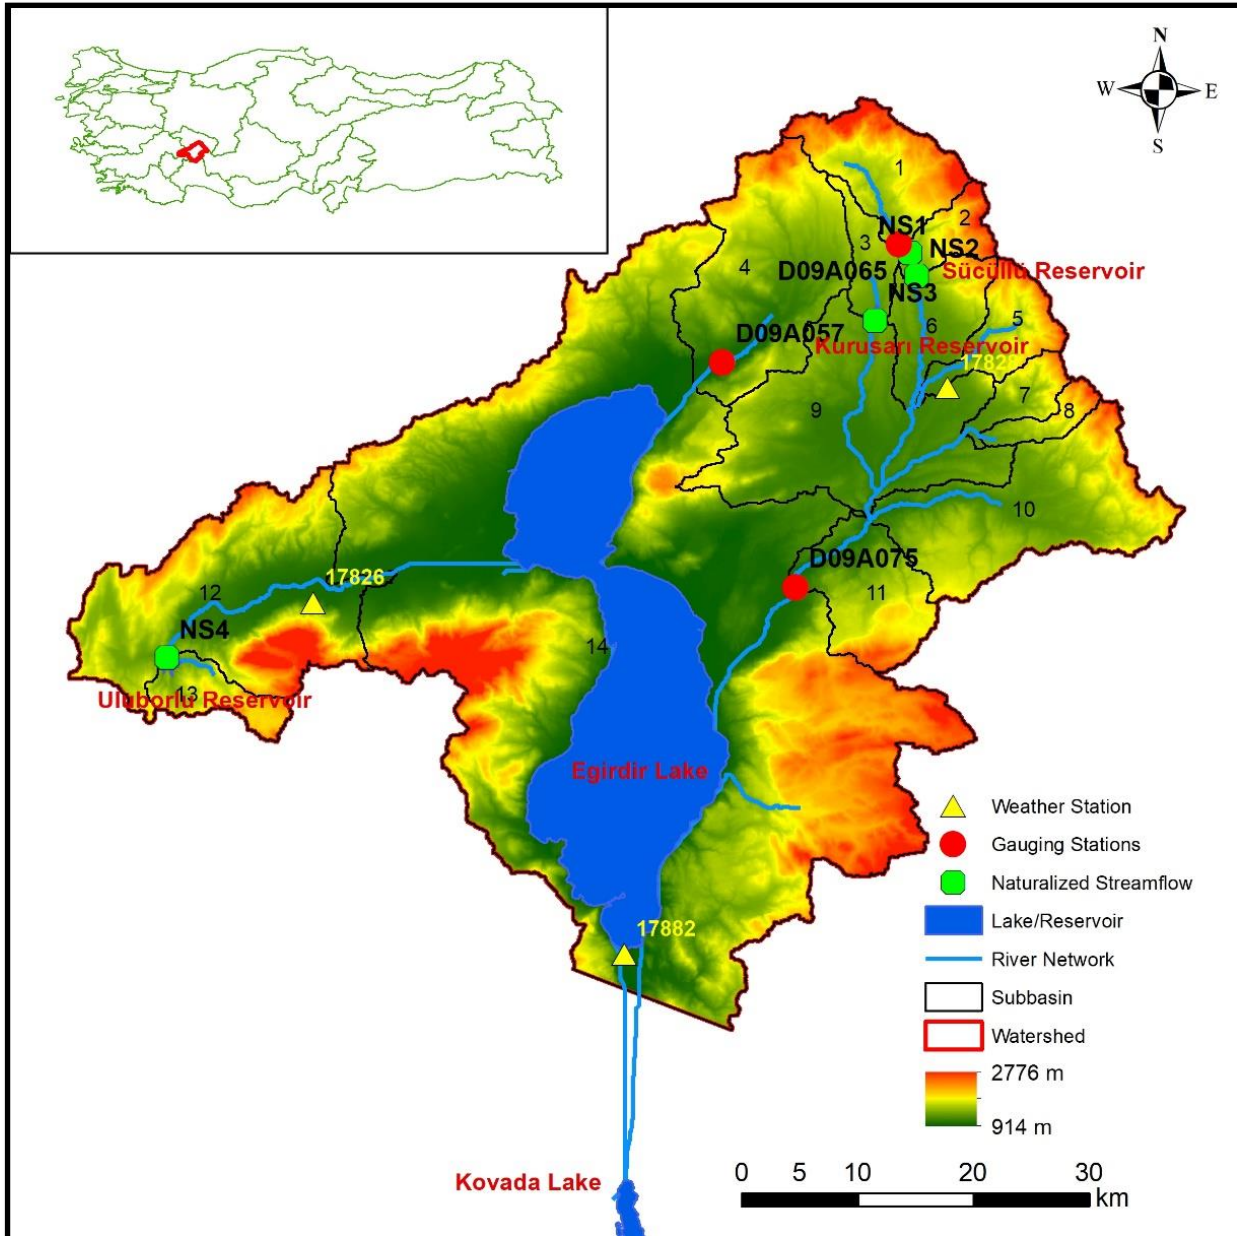 N
W
E
S
1
2
NS1
3
NS2
4
D09A065
Sücüllü Reservoir
NS3
D09A057
6
5
Kurusarı Reservoir
7
9
8
10
D09A075
17826
12
11
NS4
14
13
Uluborlu Reservoir
Egirdir Lake
17882
Kovada Lake
Weather Station
Gauging Stations
Naturalized Streamflow
Lake/Reservoir
River Network
Subbasin
Watershed
2776 m
914 m
0 5 10 20 30
km